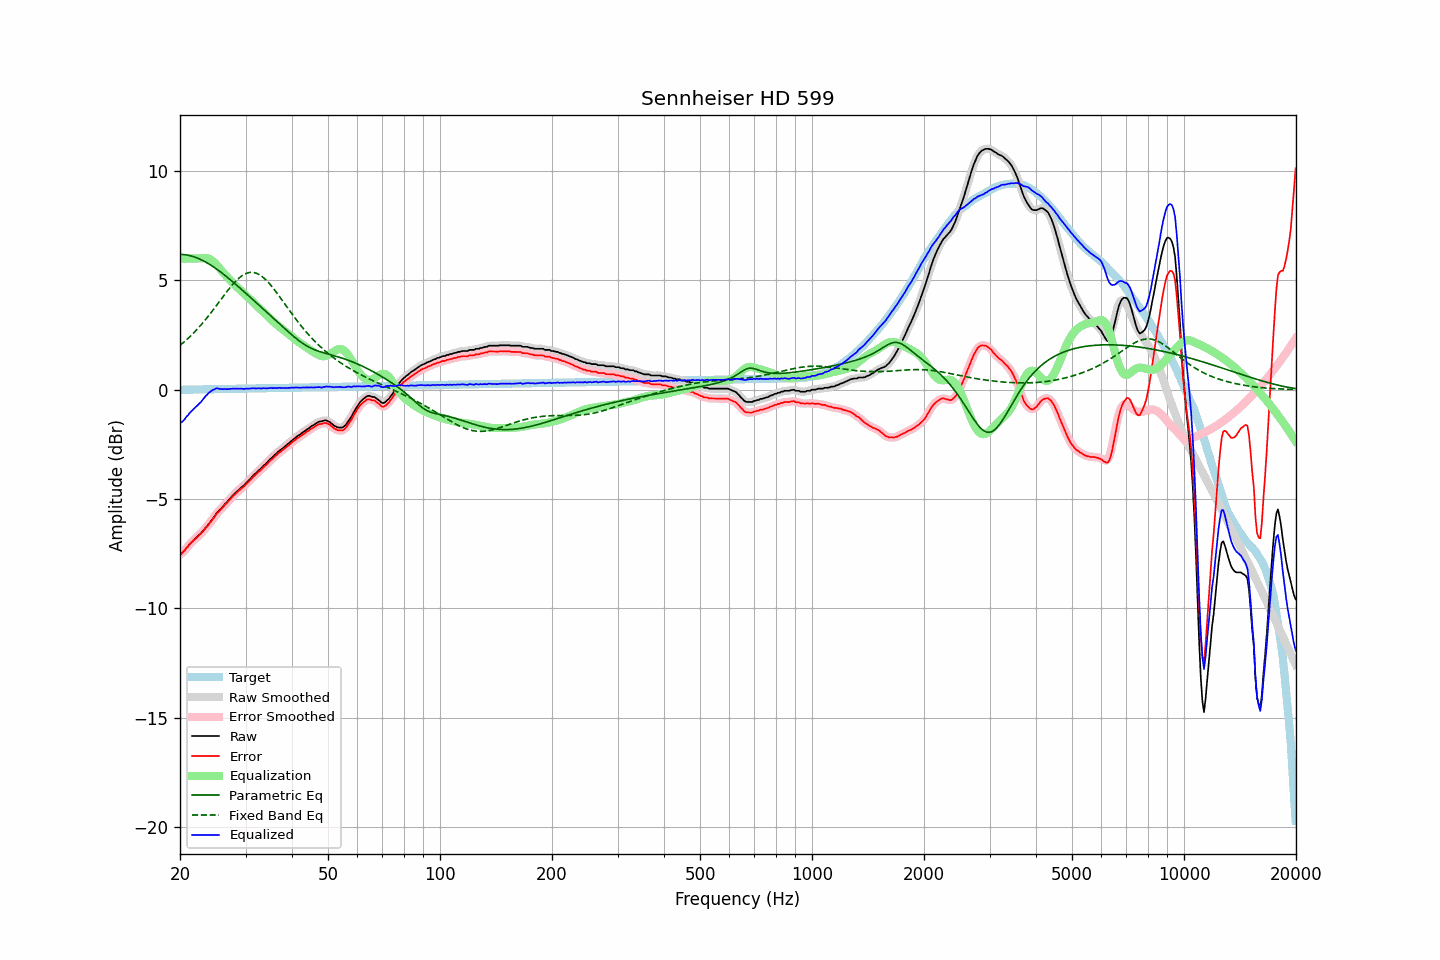 Sennheiser HD 599
Amplitude (dBr)
10
5
0
−5
−10
−15
−20
Target
Raw Smoothed
Error Smoothed
Raw
Error
Equalization
Parametric Eq
Fixed Band Eq
Equalized
20 50 100 200 500 1000 2000 5000 10000 20000
Frequency (Hz)